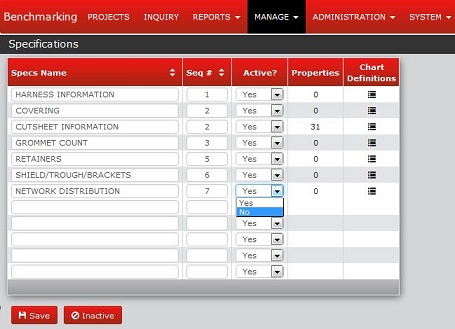 Benchmarking PROJECTS INQUIRY REPORTS MANAGE ADMINISTRATION SYSTEM
Specifications
Specs Name Seq # Active? Properties Chart Definitions
HARNESS INFORMATION 1 Yes 0
COVERING 2 Yes 0
CUTSHEET INFORMATION 2 Yes 31
GROMMET COUNT 3 Yes 0
RETAINERS 5 Yes 0
SHIELD/TROUGH/BRACKETS 6 Yes 0
NETWORK DISTRIBUTION 7 Yes 0
Yes
No
Yes
Yes
Yes
Yes
Save Inactive